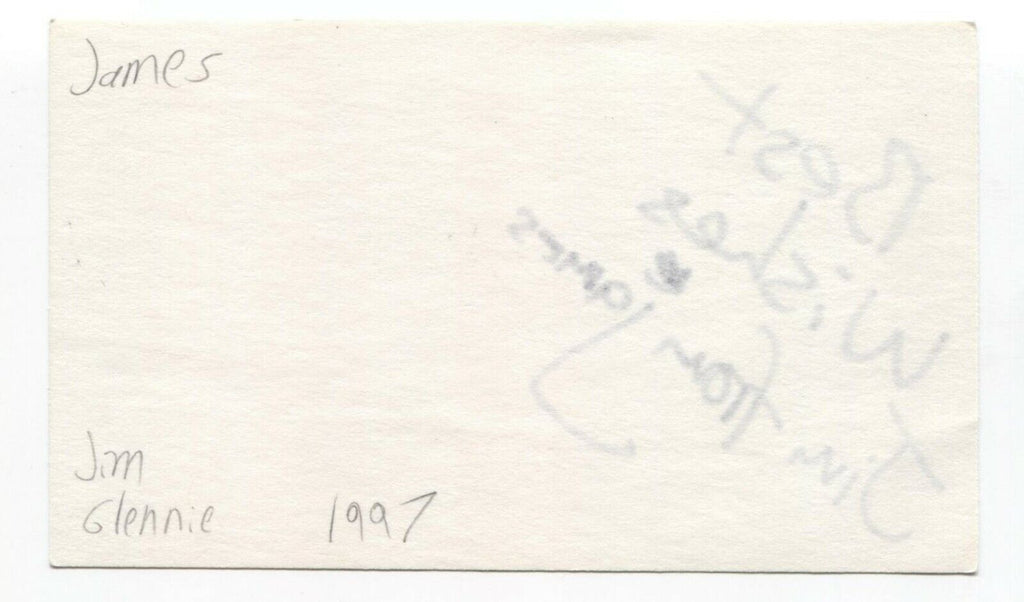 James
Best
Wishes
Jim from
James
Jim
Glennie 1997